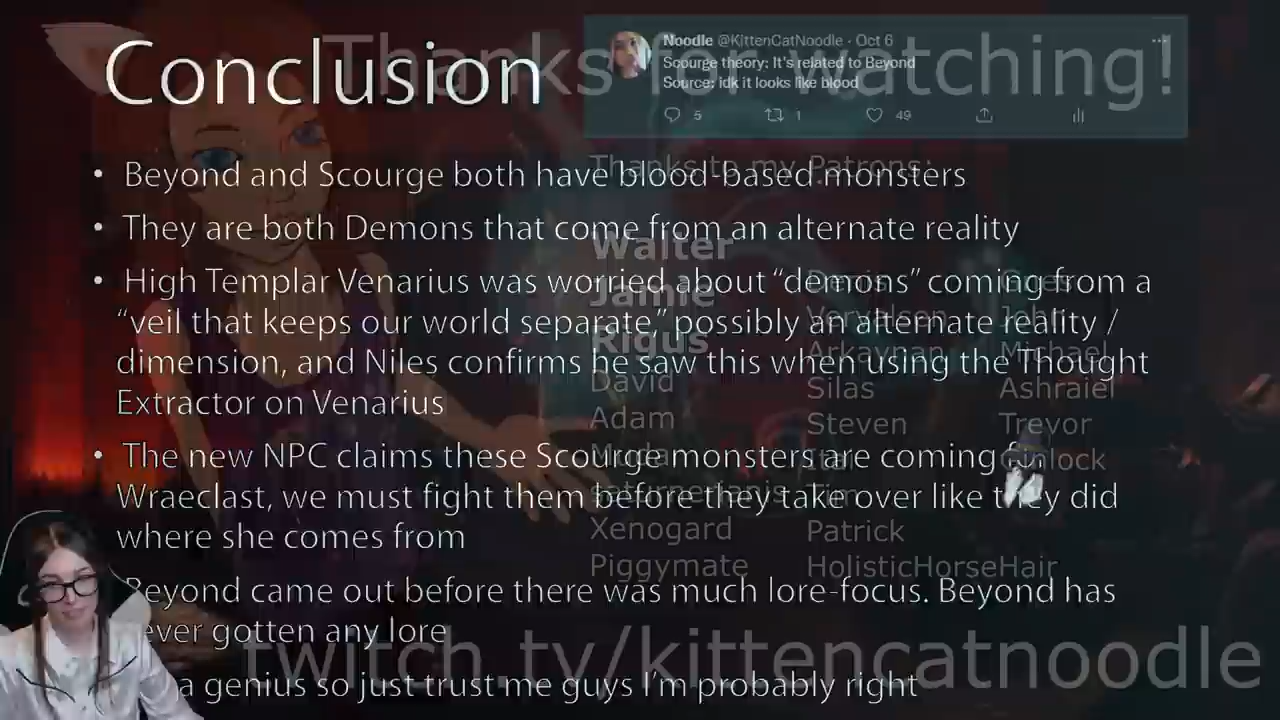 Conclusion
Thanks for watching!
Noodle @KittenCatNoodle · Oct 6
Scourge theory: It's related to Beyond
Source: idk it looks like blood
5 1 49
• Beyond and Scourge both have blood-based monsters
• They are both Demons that come from an alternate reality
• High Templar Venarius was worried about “demons” coming from a
“veil that keeps our world separate,” possibly an alternate reality /
dimension, and Niles confirms he saw this when using the Thought
Extractor on Venarius
• The new NPC claims these Scourge monsters are coming
Wraeclast, we must fight them before they take over like they did
where she comes from
Beyond came out before there was much lore-focus. Beyond has
ever gotten any lore
a genius so just trust me guys I'm probably right
Thanks to my Patrons:
Walter
Jamie
Rigus
David
Adam
Xenogard
Piggymate
Arkaynan
Silas
Steven
Tim
Patrick
HolisticHorseHair
John
Michael
Ashraiel
Trevor
twitch.tv/kittencatnoodle